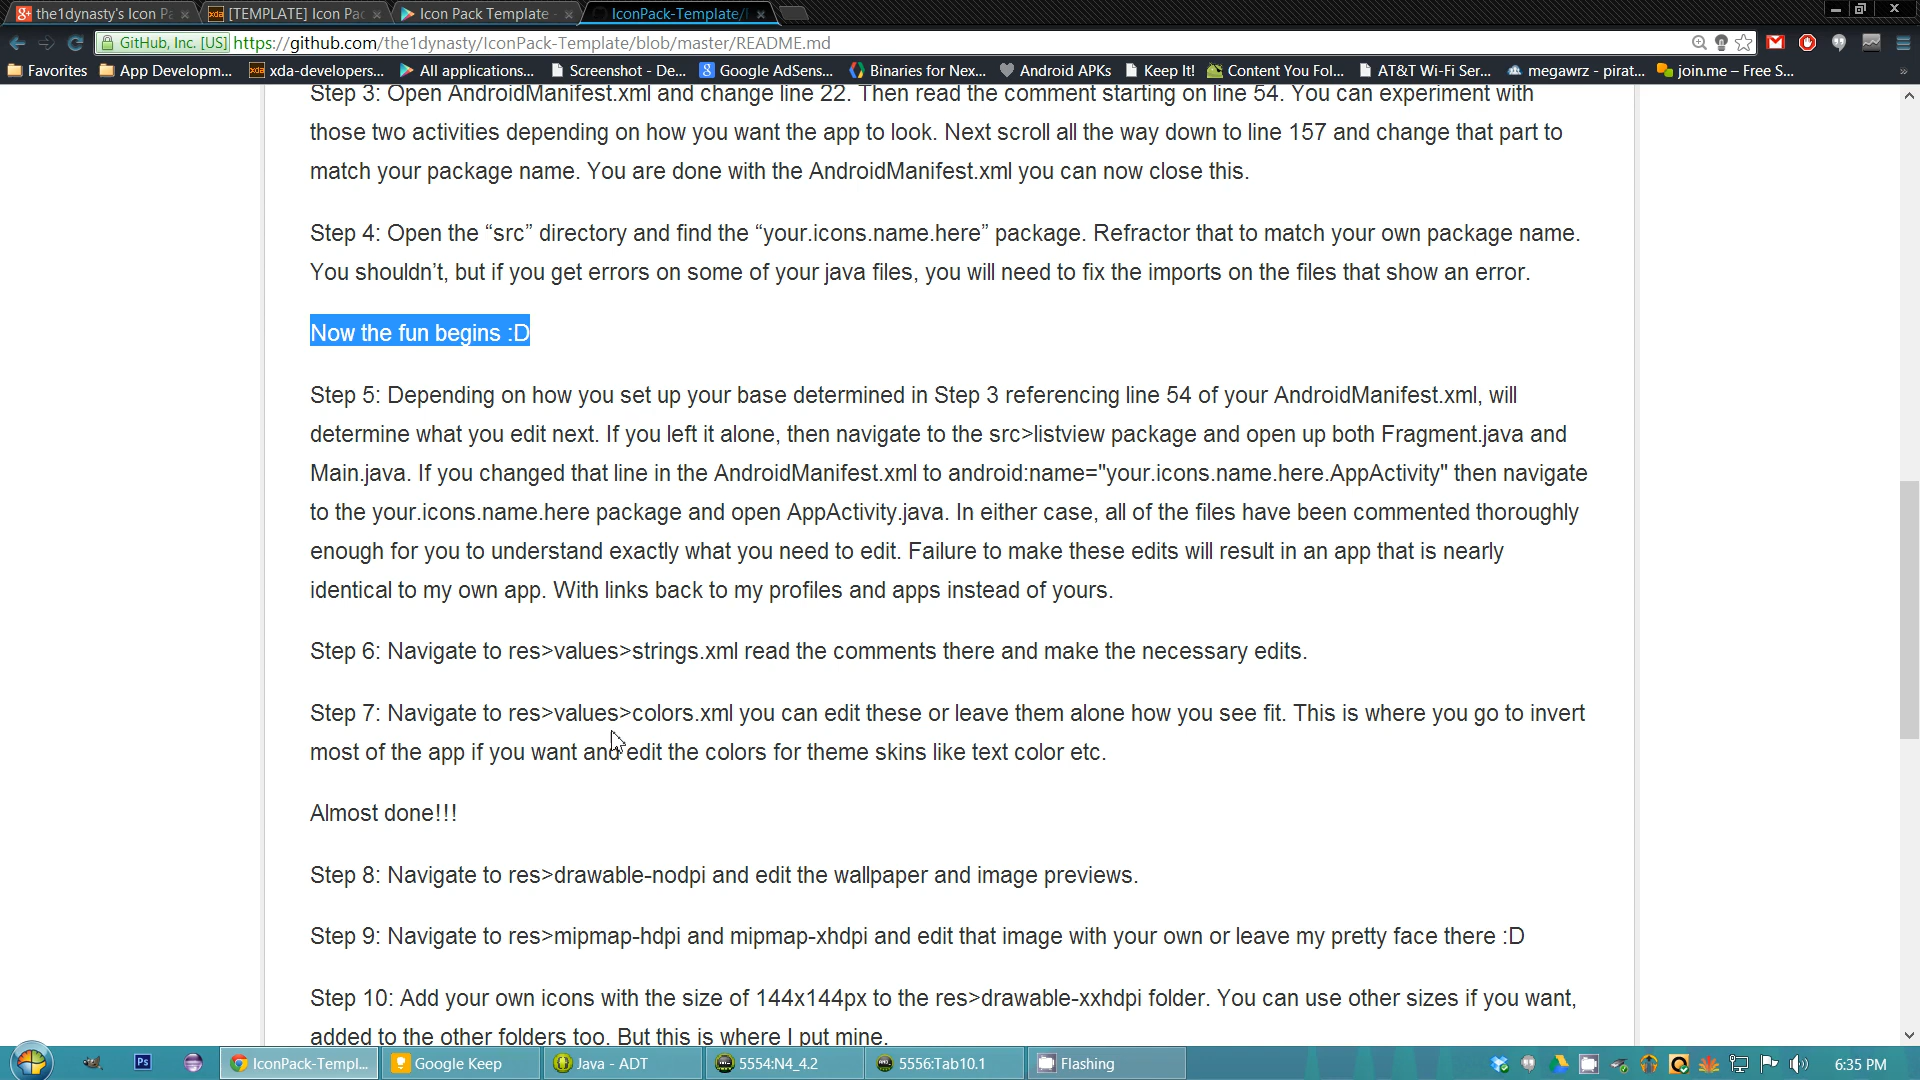 the1dynasty's Icon Pa
[TEMPLATE] Icon Pac
Icon Pack Template -
IconPack-Template/
GitHub, Inc. [US] https://github.com/the1dynasty/IconPack-Template/blob/master/README.md
Favorites App Developm... xda-developers... All applications... Screenshot - De... Google AdSens... Binaries for Nex... Android APKs Keep It! Content You Fol... AT&T Wi-Fi Ser... megawrz - pirat... join.me – Free S... »
Step 3: Open AndroidManifest.xml and change line 22. Then read the comment starting on line 54. You can experiment with
those two activities depending on how you want the app to look. Next scroll all the way down to line 157 and change that part to
match your package name. You are done with the AndroidManifest.xml you can now close this.
Step 4: Open the “src” directory and find the “your.icons.name.here” package. Refractor that to match your own package name.
You shouldn’t, but if you get errors on some of your java files, you will need to fix the imports on the files that show an error.
Now the fun begins :D
Step 5: Depending on how you set up your base determined in Step 3 referencing line 54 of your AndroidManifest.xml, will
determine what you edit next. If you left it alone, then navigate to the src>listview package and open up both Fragment.java and
Main.java. If you changed that line in the AndroidManifest.xml to android:name="your.icons.name.here.AppActivity" then navigate
to the your.icons.name.here package and open AppActivity.java. In either case, all of the files have been commented thoroughly
enough for you to understand exactly what you need to edit. Failure to make these edits will result in an app that is nearly
identical to my own app. With links back to my profiles and apps instead of yours.
Step 6: Navigate to res>values>strings.xml read the comments there and make the necessary edits.
Step 7: Navigate to res>values>colors.xml you can edit these or leave them alone how you see fit. This is where you go to invert
most of the app if you want and edit the colors for theme skins like text color etc.
Almost done!!!
Step 8: Navigate to res>drawable-nodpi and edit the wallpaper and image previews.
Step 9: Navigate to res>mipmap-hdpi and mipmap-xhdpi and edit that image with your own or leave my pretty face there :D
Step 10: Add your own icons with the size of 144x144px to the res>drawable-xxhdpi folder. You can use other sizes if you want,
added to the other folders too. But this is where I put mine.
Ps IconPack-Templ... Google Keep Java - ADT 5554:N4_4.2 5556:Tab10.1 Flashing 6:35 PM